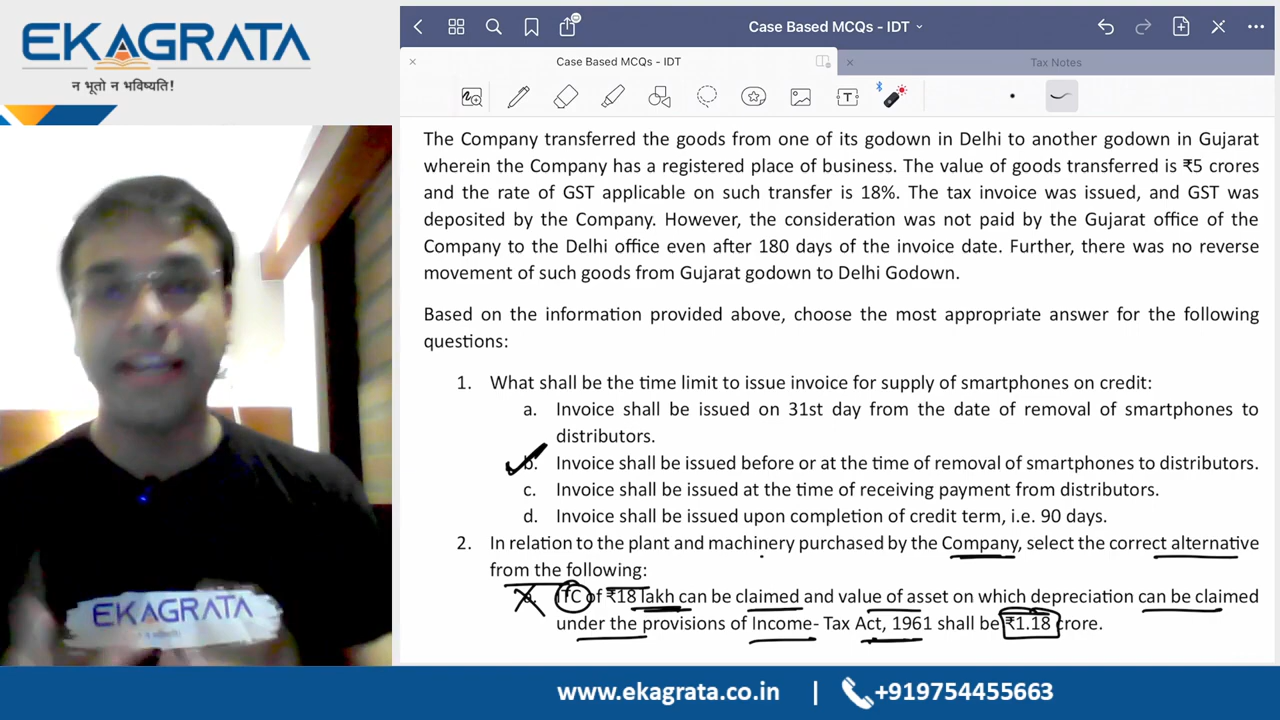 EKAGRATA
न भूतो न भविष्यति!
Case Based MCQs - IDT
Case Based MCQs - IDT
Tax Notes
The Company transferred the goods from one of its godown in Delhi to another godown in Gujarat
wherein the Company has a registered place of business. The value of goods transferred is ₹5 crores
and the rate of GST applicable on such transfer is 18%. The tax invoice was issued, and GST was
deposited by the Company. However, the consideration was not paid by the Gujarat office of the
Company to the Delhi office even after 180 days of the invoice date. Further, there was no reverse
movement of such goods from Gujarat godown to Delhi Godown.
Based on the information provided above, choose the most appropriate answer for the following
questions:
1. What shall be the time limit to issue invoice for supply of smartphones on credit:
a. Invoice shall be issued on 31st day from the date of removal of smartphones to
distributors.
b. Invoice shall be issued before or at the time of removal of smartphones to distributors.
c. Invoice shall be issued at the time of receiving payment from distributors.
d. Invoice shall be issued upon completion of credit term, i.e. 90 days.
2. In relation to the plant and machinery purchased by the Company, select the correct alternative
from the following:
a. ITC of ₹18 lakh can be claimed and value of asset on which depreciation can be claimed
under the provisions of Income- Tax Act, 1961 shall be ₹1.18 crore.
EKAGRATA
न भूतो न भविष्यति!
www.ekagrata.co.in | +919754455663